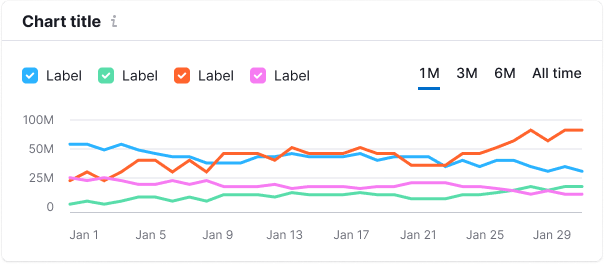 Chart title
Label Label Label Label 1M 3M 6M All time
100M
50M
25M
0
Jan 1 Jan 5 Jan 9 Jan 13 Jan 17 Jan 21 Jan 25 Jan 29